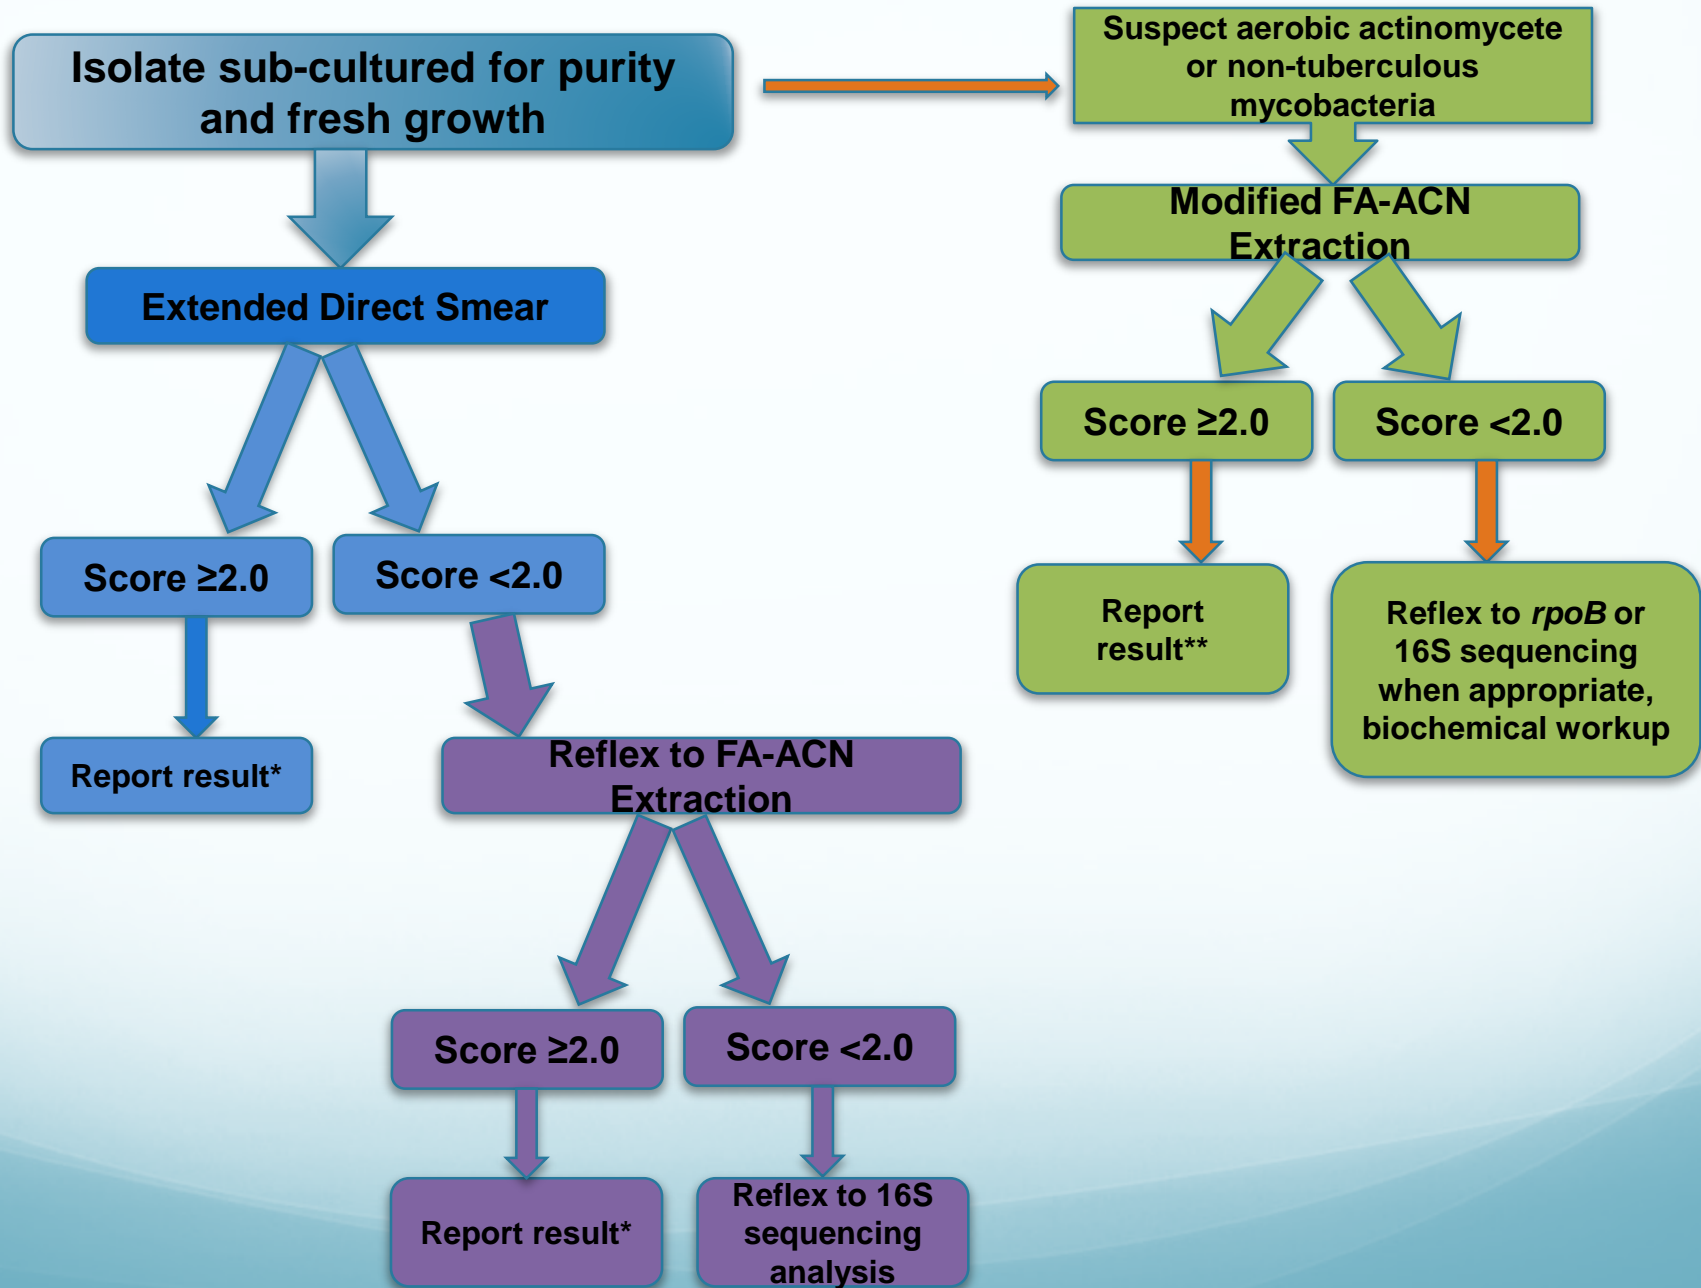 Isolate sub-cultured for purity
and fresh growth
Suspect aerobic actinomycete
or non-tuberculous
mycobacteria
Modified FA-ACN
Extraction
Extended Direct Smear
Score ≥2.0
Score <2.0
Score ≥2.0
Score <2.0
Report
result**
Reflex to rpoB or
16S sequencing
when appropriate,
biochemical workup
Report result*
Reflex to FA-ACN
Extraction
Score ≥2.0
Score <2.0
Report result*
Reflex to 16S
sequencing
analysis